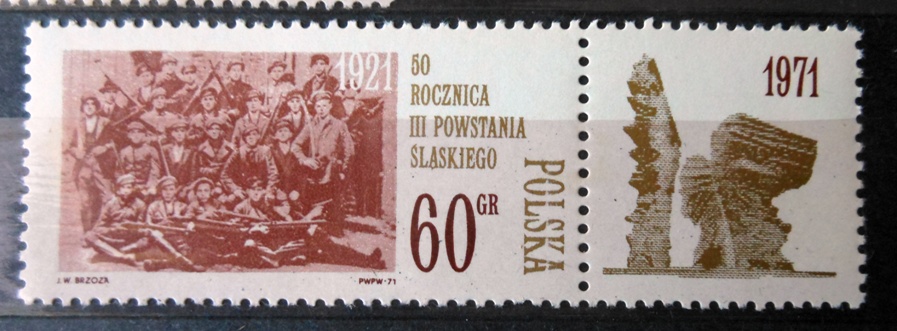 1921
50
ROCZNICA
III POWSTANIA
ŚLĄSKIEGO
60 GR
POLSKA
J.W. BRZOZA
PWPW-71
1971